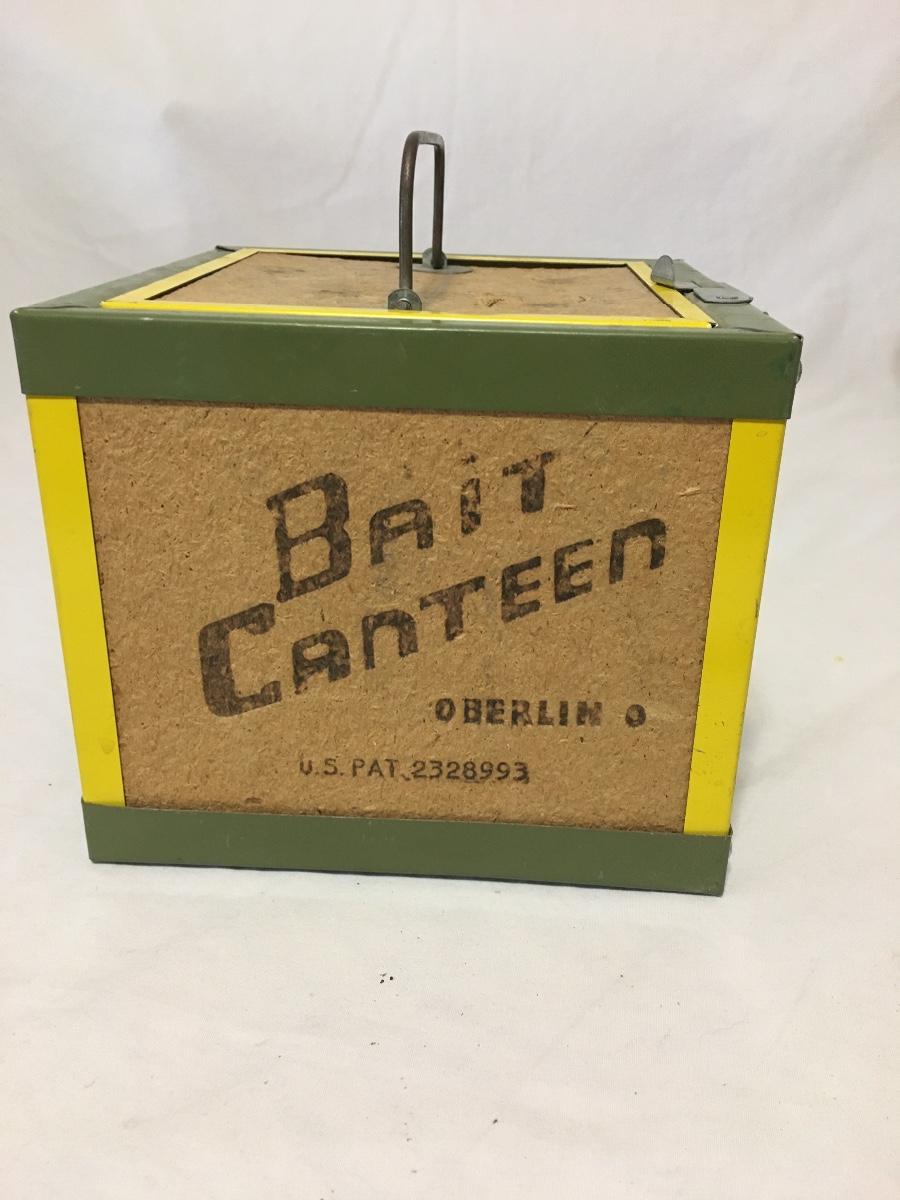 BAiT
CAnTEEn
OBERLIN O
U.S. PAT. 2328993